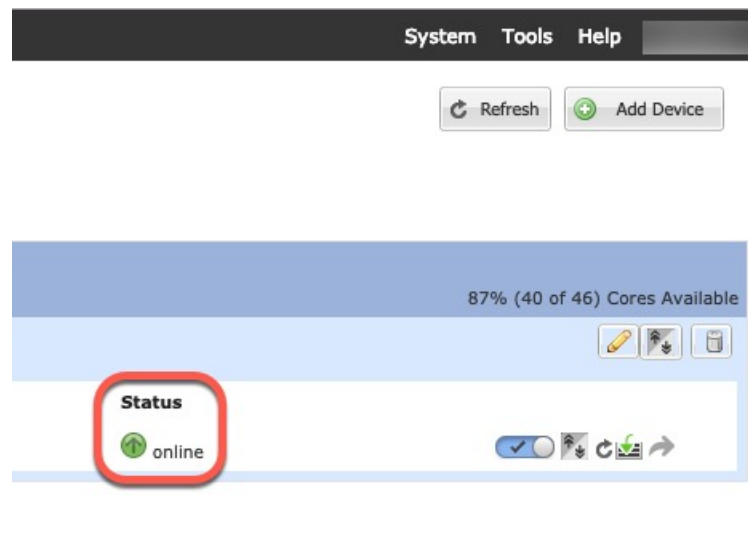 System Tools Help
Refresh Add Device
87% (40 of 46) Cores Available
Status
online